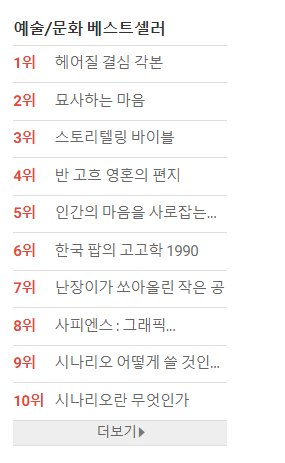 예술/문화 베스트셀러
1위 헤어질 결심 각본
2위 묘사하는 마음
3위 스토리텔링 바이블
4위 반 고흐 영혼의 편지
5위 인간의 마음을 사로잡는...
6위 한국 팝의 고고학 1990
7위 난장이가 쏘아올린 작은 공
8위 사피엔스 : 그래픽...
9위 시나리오 어떻게 쓸 것인...
10위 시나리오란 무엇인가
더보기